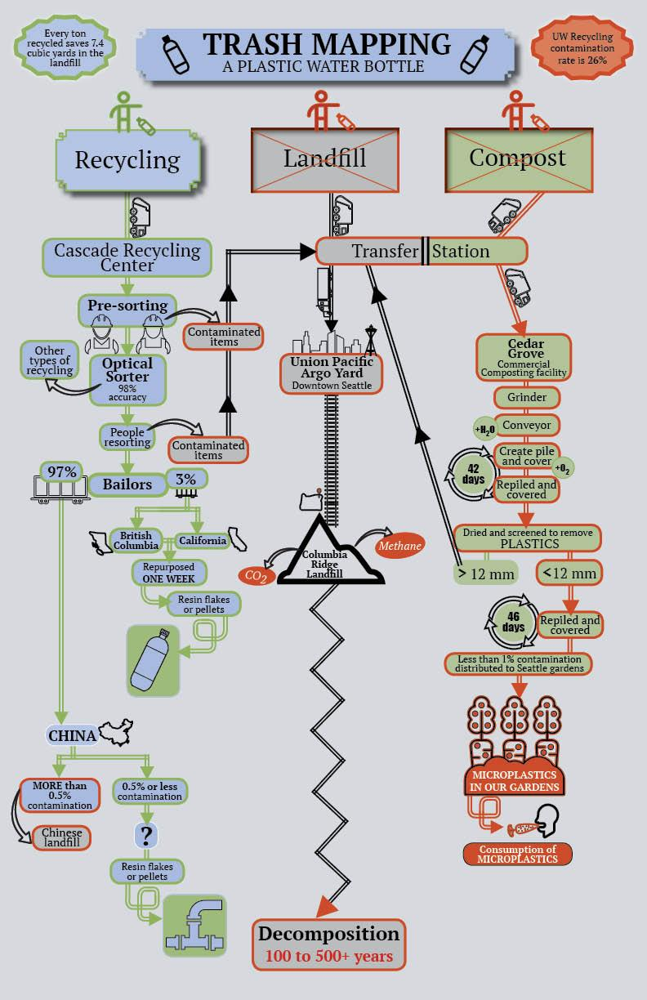 Every ton
recycled saves 7.4
cubic yards in the
landfill
TRASH MAPPING
A PLASTIC WATER BOTTLE
UW Recycling
contamination
rate is 26%
Recycling
Landfill
Compost
Cascade Recycling
Center
Transfer Station
Pre-sorting
Contaminated
items
Other
types of
recycling
Optical
Sorter
98%
accuracy
People
resorting
Contaminated
items
97%
Bailors
3%
British
Columbia
California
Repurposed
ONE WEEK
Resin flakes
or pellets
CHINA
MORE than
0.5%
contamination
0.5% or less
contamination
Chinese
landfill
?
Resin flakes
or pellets
Union Pacific
Argo Yard
Downtown Seattle
Columbia
Ridge
Landfill
CO2
Methane
Decomposition
100 to 500+ years
Cedar
Grove
Commercial
Composting facility
Grinder
+H2O
Conveyor
Create pile
and cover
+O2
42
days
Repiled and
covered
Dried and screened to remove
PLASTICS
> 12 mm
<12 mm
46
days
Repiled and
covered
Less than 1% contamination
distributed to Seattle gardens
MICROPLASTICS
IN OUR GARDENS
Consumption of
MICROPLASTICS